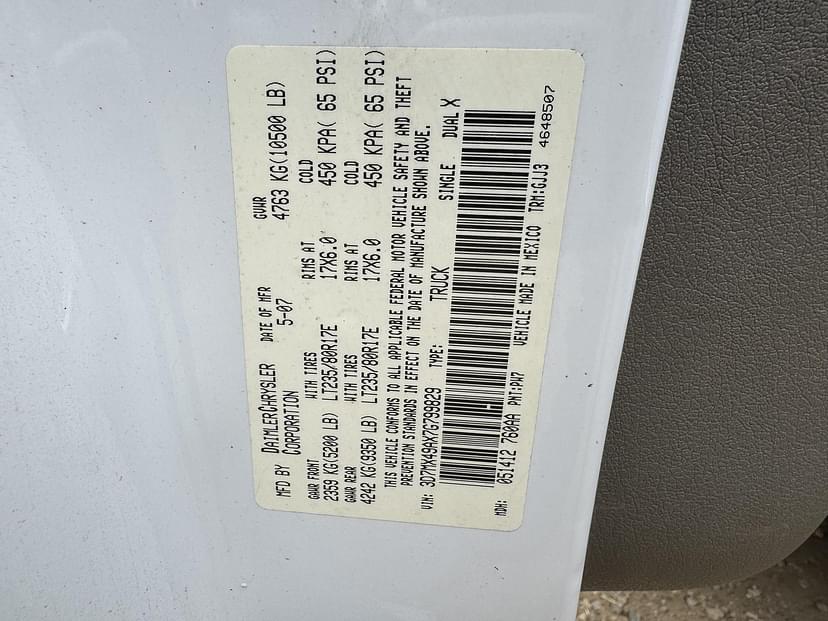 MFD BY DAIMLERCHRYSLER CORPORATION DATE OF MFR 5-07 GVWR 4763 KG(10500 LB)
GAWR FRONT WITH TIRES RIMS AT COLD
2359 KG(5200 LB) LT235/80R17E 17X6.0 450 KPA( 65 PSI)
GAWR REAR WITH TIRES RIMS AT COLD
4242 KG(9350 LB) LT235/80R17E 17X6.0 450 KPA( 65 PSI)
THIS VEHICLE CONFORMS TO ALL APPLICABLE FEDERAL MOTOR VEHICLE SAFETY AND THEFT
PREVENTION STANDARDS IN EFFECT ON THE DATE OF MANUFACTURE SHOWN ABOVE.
VIN: 3D7MX49AX7G799829 TYPE: TRUCK SINGLE DUAL X
MDH: 051412 760AA PNT:PW7 VEHICLE MADE IN MEXICO TRM:GJJ3 4648507